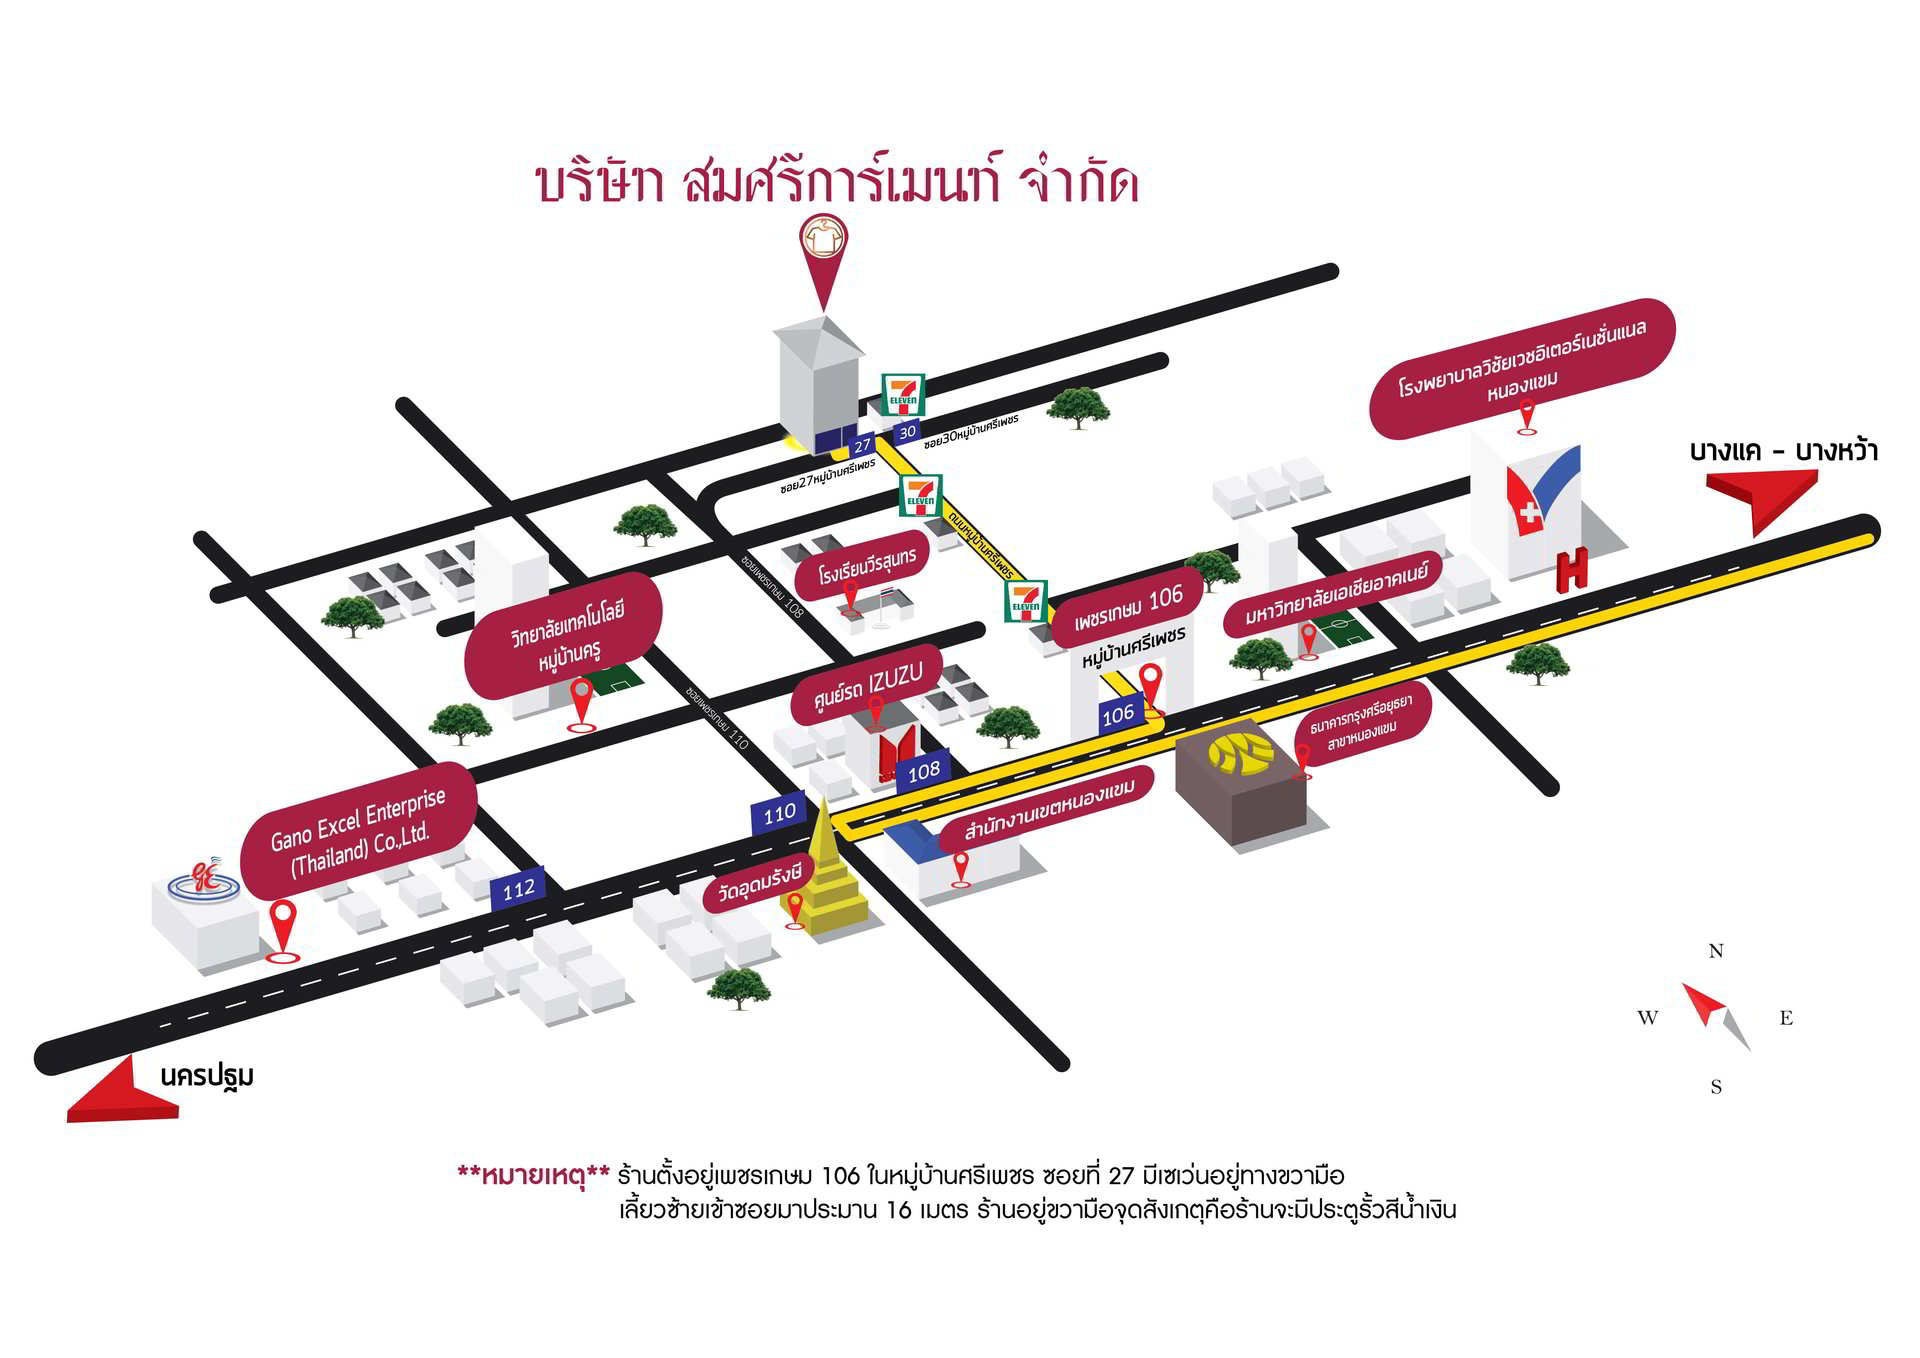 บริษัท สมศรีการ์เมนท์ จำกัด
โรงพยาบาลวิชัยเวชอิเตอร์เนชั่นแนล
หนองแขม
บางแค - บางหว้า
7
ELEVEN
27
30
ซอย30หมู่บ้านศรีเพชร
ซอย27หมู่บ้านศรีเพชร
7
ELEVEN
ถนนหมู่บ้านศรีเพชร
7
ELEVEN
โรงเรียนวีรสุนทร
ซอยเพชรเกษม 108
เพชรเกษม 106
หมู่บ้านศรีเพชร
มหาวิทยาลัยเอเชียอาคเนย์
H
วิทยาลัยเทคโนโลยี
หมู่บ้านครู
ศูนย์รถ IZUZU
ซอยเพชรเกษม 110
106
ธนาคารกรุงศรีอยุธยา
สาขาหนองแขม
108
110
สำนักงานเขตหนองแขม
Gano Excel Enterprise
(Thailand) Co.,Ltd.
112
วัดอุดมรังษี
นครปฐม
N
W
E
S
**หมายเหตุ** ร้านตั้งอยู่เพชรเกษม 106 ในหมู่บ้านศรีเพชร ซอยที่ 27 มีเซเว่นอยู่ทางขวามือ
เลี้ยวซ้ายเข้าซอยมาประมาน 16 เมตร ร้านอยู่ขวามือจุดสังเกตุคือร้านจะมีประตูรั้วสีน้ำเงิน